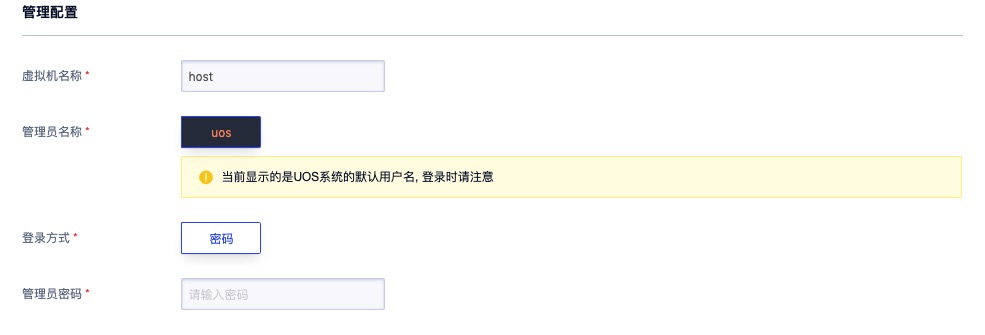 管理配置
虚拟机名称 *
host
管理员名称 *
uos
当前显示的是UOS系统的默认用户名, 登录时请注意
登录方式 *
密码
管理员密码 *
请输入密码